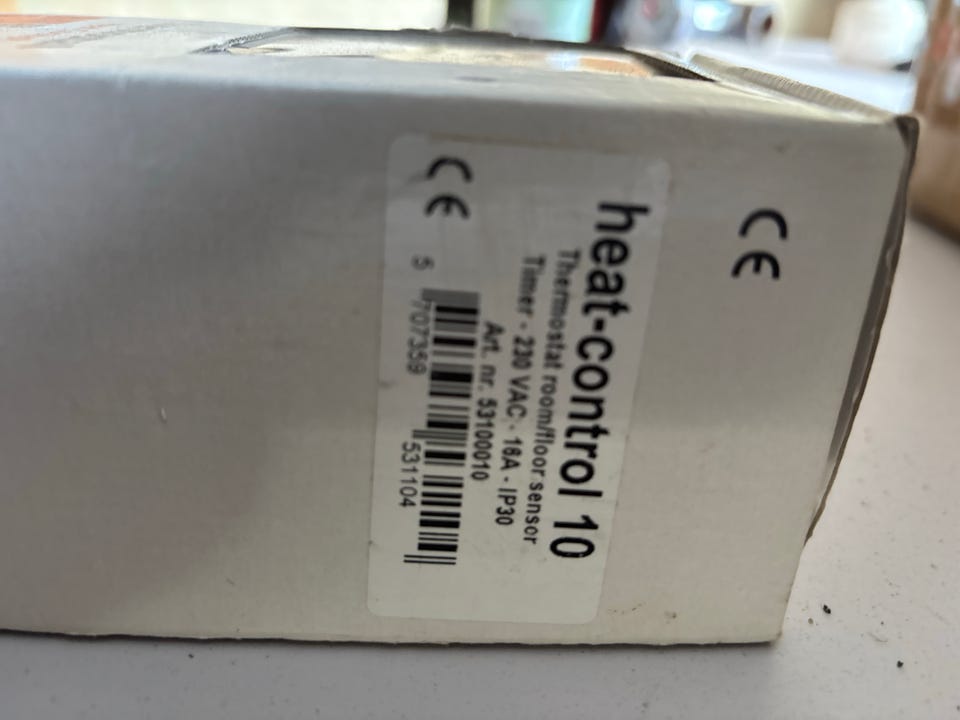 CE
heat-control 10
Thermostat room/floor sensor
Timer - 230 VAC - 16A - IP30
Art. nr. 53100010
CE
5 707359 531104